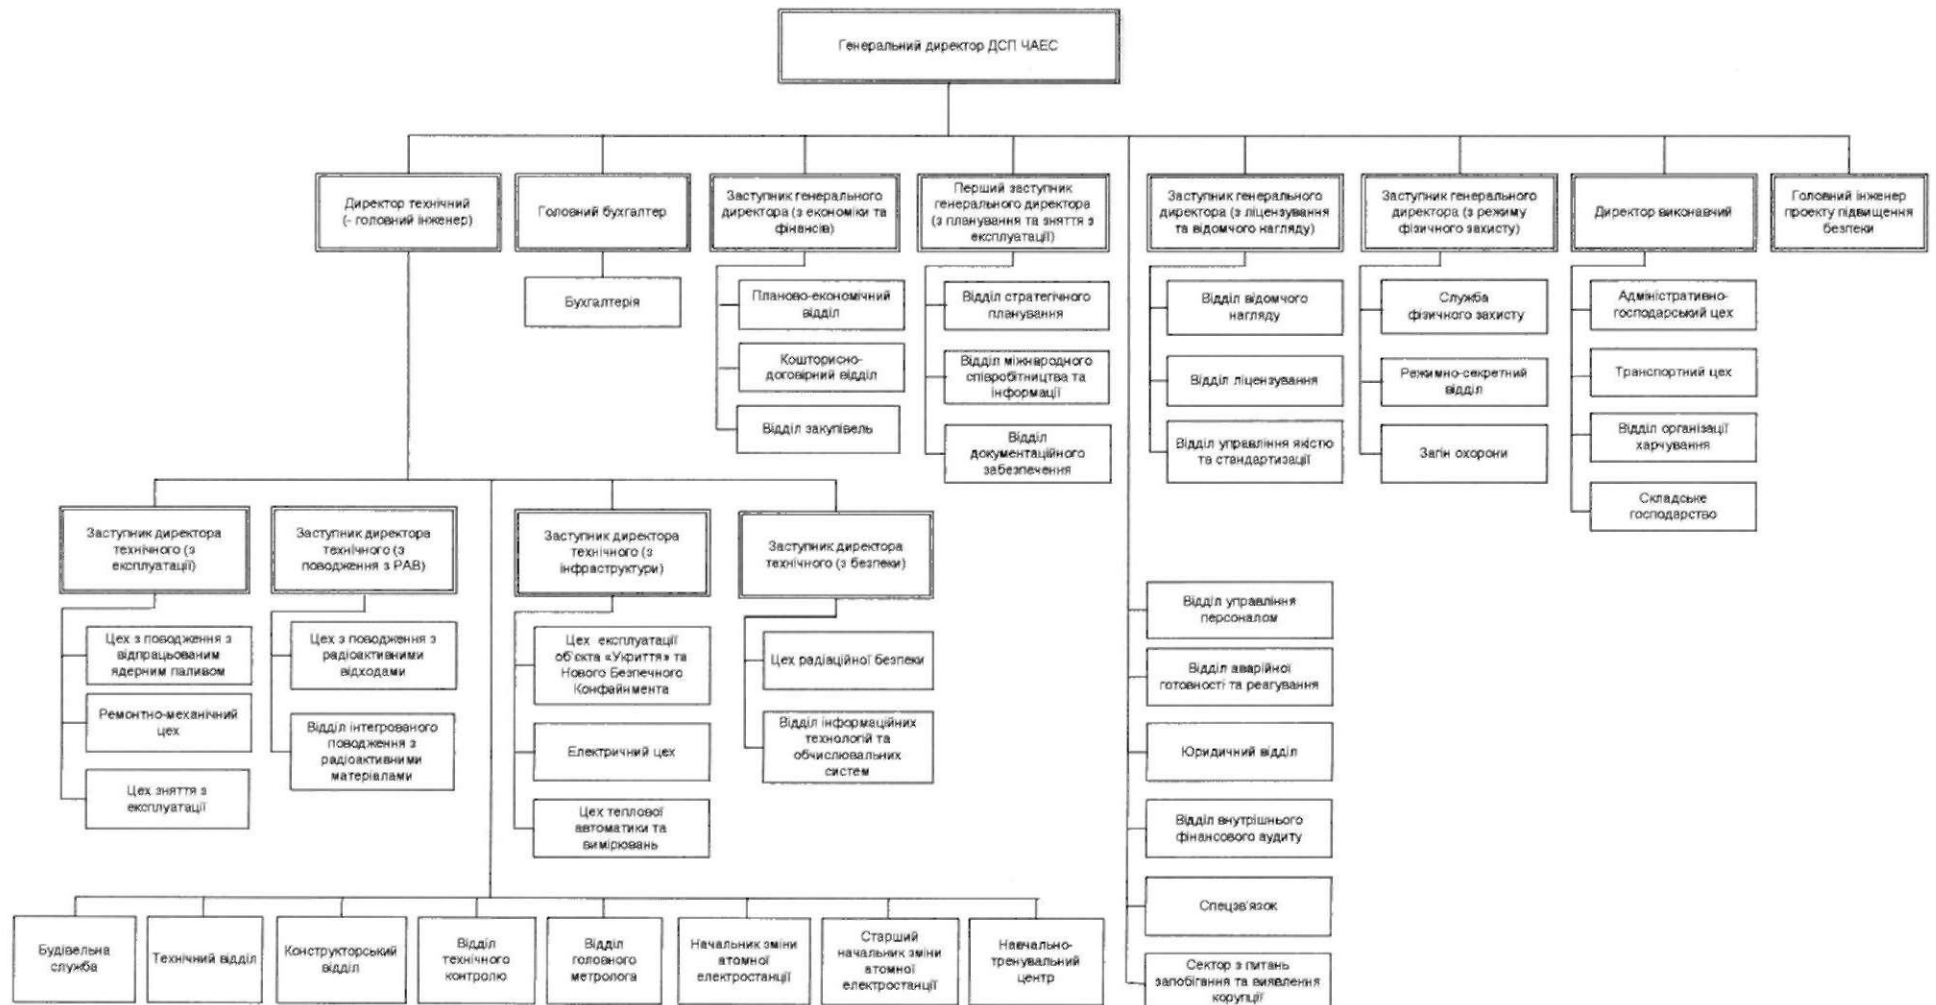 Генеральний директор ДСП ЧАЕС
Директор технічний
(- головний інженер)
Головний бухгалтер
Заступник генерального
директора (з економіки та
фінансів)
Перший заступник
генерального директора
(з планування та зняття з
експлуатації)
Заступник генерального
директора (з ліцензування
та відомчого нагляду)
Заступник генерального
директора (з режиму
фізичного захисту)
Директор виконавчий
Головний інженер
проекту підвищення
безпеки
Бухгалтерія
Планово-економічний
відділ
Кошторисно-
договірний відділ
Відділ закупівель
Відділ стратегічного
планування
Відділ міжнародного
співробітництва та
інформації
Відділ
документаційного
забезпечення
Відділ відомчого
нагляду
Відділ ліцензування
Відділ управління якістю
та стандартизації
Служба
фізичного захисту
Режимно-секретний
відділ
Загін охорони
Адміністративно-
господарський цех
Транспортний цех
Відділ організації
харчування
Складське
господарство
Заступник директора
технічного (з
експлуатації)
Заступник директора
технічного (з
поводження з РАВ)
Заступник директора
технічного (з
інфраструктури)
Заступник директора
технічного (з безпеки)
Цех з поводження з
відпрацьованим
ядерним паливом
Ремонтно-механічний
цех
Цех зняття з
експлуатації
Цех з поводження з
радіоактивними
відходами
Відділ інтегрованого
поводження з
радіоактивними
матеріалами
Цех експлуатації
об'єкта «Укриття» та
Нового Безпечного
Конфайнмента
Електричний цех
Цех теплової
автоматики та
вимірювань
Цех радіаційної безпеки
Відділ інформаційних
технологій та
обчислювальних
систем
Відділ управління
персоналом
Відділ аварійної
готовності та реагування
Юридичний відділ
Відділ внутрішнього
фінансового аудиту
Спецзв'язок
Сектор з питань
запобігання та виявлення
корупції
Будівельна
служба
Технічний відділ
Конструкторський
відділ
Відділ
технічного
контролю
Відділ
головного
метролога
Начальник зміни
атомної
електростанції
Старший
начальник зміни
атомної
електростанції
Навчально-
тренувальний
центр